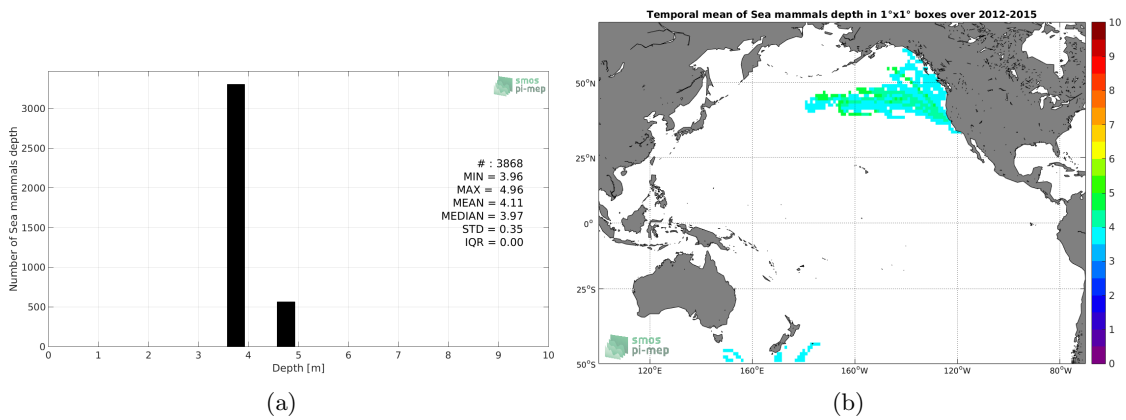 smos
pi-mep
Number of Sea mammals depth
3000
2500
2000
1500
1000
500
0
# : 3868
MIN = 3.96
MAX = 4.96
MEAN = 4.11
MEDIAN = 3.97
STD = 0.35
IQR = 0.00
0 1 2 3 4 5 6 7 8 9 10
Depth [m]
(a)
Temporal mean of Sea mammals depth in 1°x1° boxes over 2012-2015
50°N
25°N
0°
25°S
50°S
smos
pi-mep
120°E 160°E 160°W 120°W 80°W
10
9
8
7
6
5
4
3
2
1
0
(b)